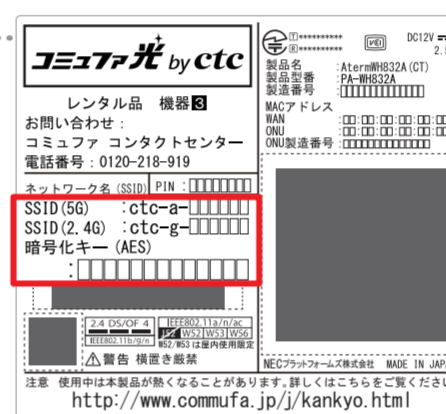 コミュファ光 by ctc
レンタル品 機器3
お問い合わせ：
コミュファ コンタクトセンター
電話番号：0120-218-919
ネットワーク名 (SSID) PIN：□□□□□□□□
SSID(5G) :ctc-a-□□□□□□
SSID(2.4G) :ctc-g-□□□□□□
暗号化キー (AES)
:□□□□□□□□□□□□□
2.4 DS/OF 4
IEEE802.11b/g/n
IEEE802.11a/n/ac
J52 W52 W53 W56
W52/W53は屋内使用限定
警告 横置き厳禁
T **********
R **********
DC12V
2.5
製品名 :AtermWH832A(CT)
製品型番 :PA-WH832A
製造番号 :□□□□□□□□□□□□
MACアドレス
WAN :□□:□□:□□:□□:□□
ONU :□□:□□:□□:□□:□□
ONU製造番号:□□□□□□□□□□□□
NECプラットフォームズ株式会社 MADE IN JAPA
注意 使用中は本製品が熱くなることがあります。詳しくはこちらをご覧ください
http://www.commufa.jp/j/kankyo.html